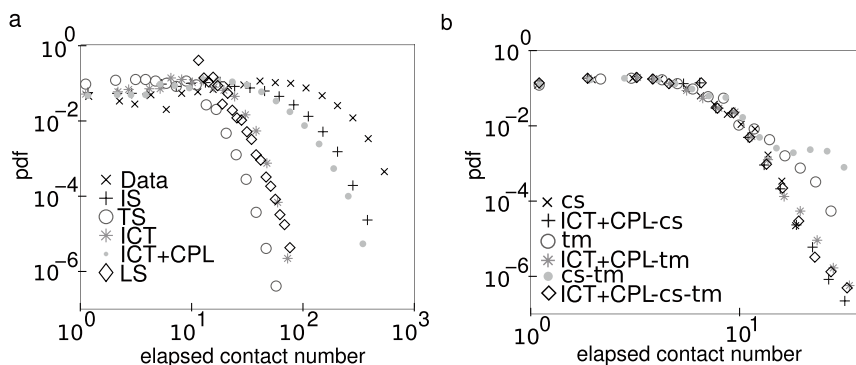 a
10^0
10^-2
10^-4
10^-6
pdf
Data
IS
TS
ICT
ICT+CPL
LS
10^0
10^1
10^2
10^3
elapsed contact number
b
10^0
10^-2
10^-4
10^-6
pdf
cs
ICT+CPL-cs
tm
ICT+CPL-tm
cs-tm
ICT+CPL-cs-tm
10^0
10^1
elapsed contact number